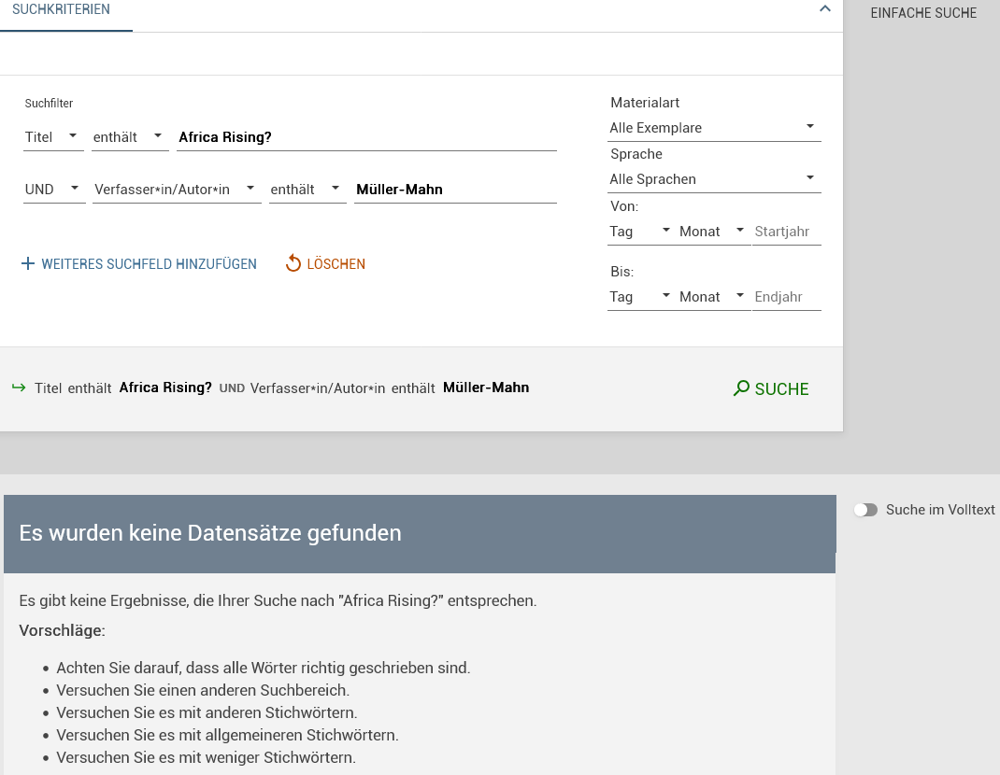 SUCHKRITERIEN
EINFACHE SUCHE
Suchfilter
Titel enthält Africa Rising?
UND Verfasser*in/Autor*in enthält Müller-Mahn
WEITERES SUCHFELD HINZUFÜGEN LÖSCHEN
Materialart
Alle Exemplare
Sprache
Alle Sprachen
Von:
Tag Monat Startjahr
Bis:
Tag Monat Endjahr
Titel enthält Africa Rising? UND Verfasser*in/Autor*in enthält Müller-Mahn
SUCHE
Es wurden keine Datensätze gefunden
Suche im Volltext
Es gibt keine Ergebnisse, die Ihrer Suche nach "Africa Rising?" entsprechen.
Vorschläge:
• Achten Sie darauf, dass alle Wörter richtig geschrieben sind.
• Versuchen Sie einen anderen Suchbereich.
• Versuchen Sie es mit anderen Stichwörtern.
• Versuchen Sie es mit allgemeineren Stichwörtern.
• Versuchen Sie es mit weniger Stichwörtern.